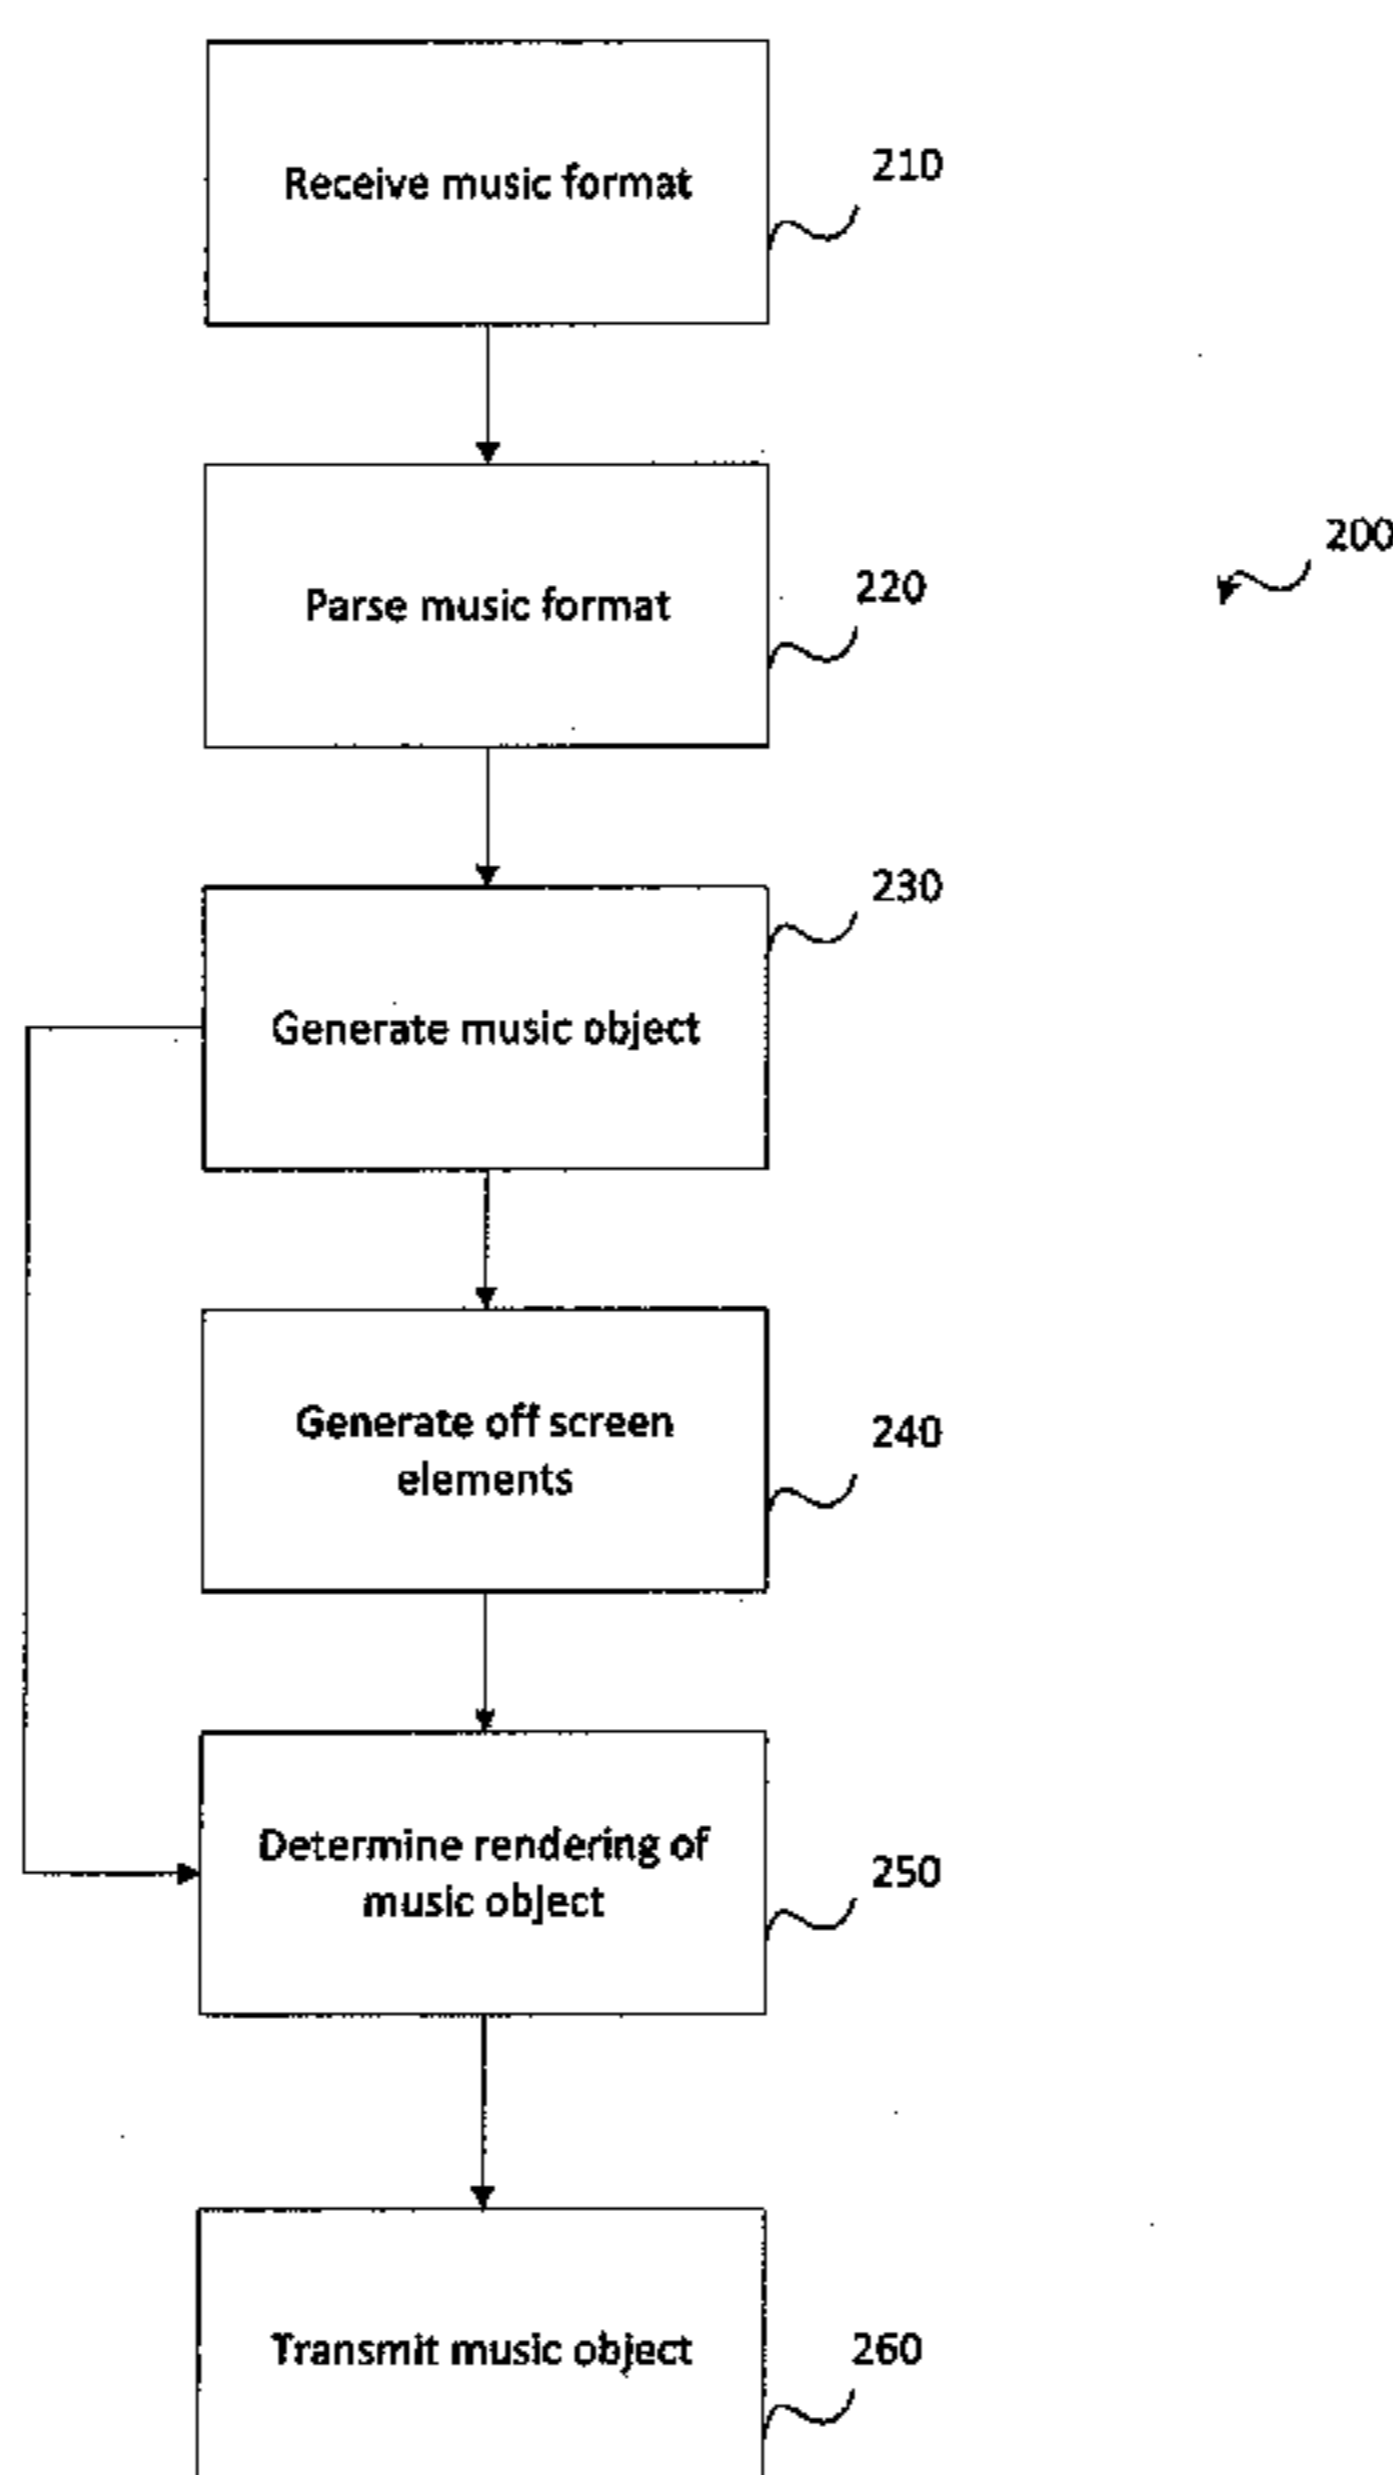 Receive music format
210
Parse music format
220
200
Generate music object
230
Generate off screen
elements
240
Determine rendering of
music object
250
Transmit music object
260